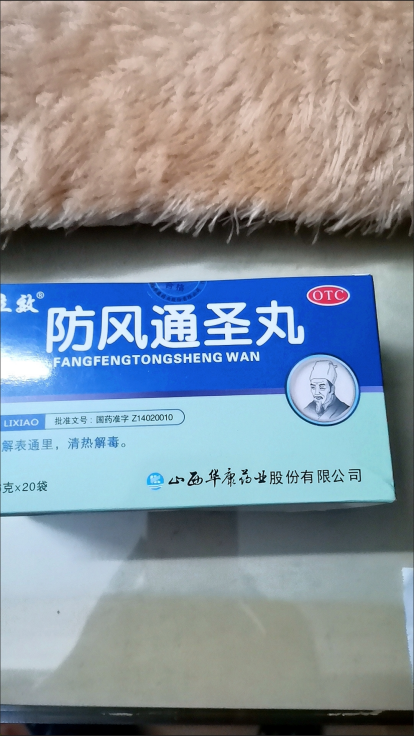 效®
防风通圣丸
OTC
FANGFENGTONGSHENG WAN
LIXIAO
批准文号：国药准字 Z14020010
解表通里，清热解毒。
克×20袋
山西华康药业股份有限公司